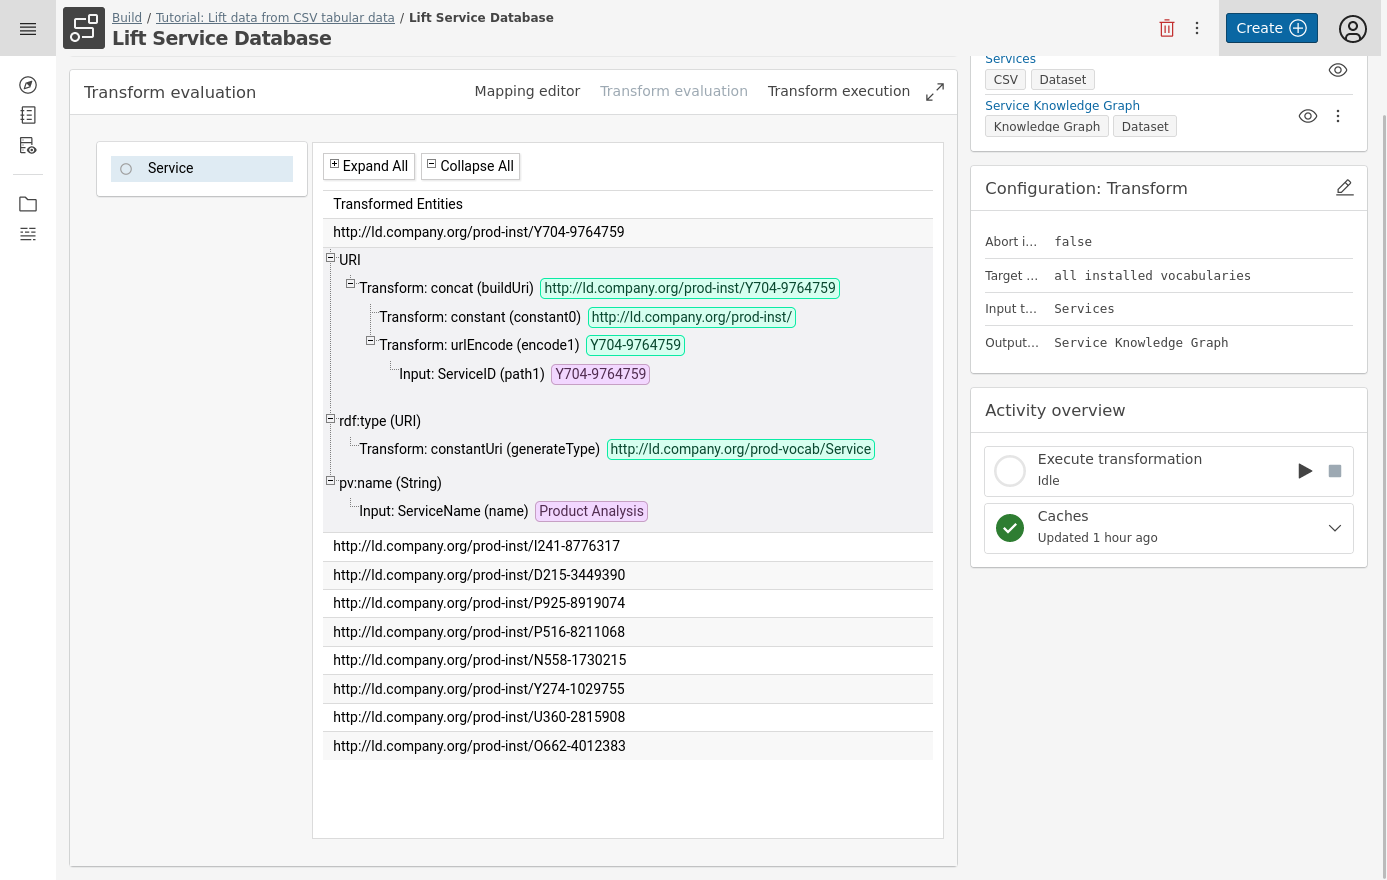 Build / Tutorial: Lift data from CSV tabular data / Lift Service Database
Lift Service Database
Create
Transform evaluation
Mapping editor Transform evaluation Transform execution
Service
Expand All Collapse All
Transformed Entities
http://ld.company.org/prod-inst/Y704-9764759
URI
Transform: concat (buildUri) http://ld.company.org/prod-inst/Y704-9764759
Transform: constant (constant0) http://ld.company.org/prod-inst/
Transform: urlEncode (encode1) Y704-9764759
Input: ServiceID (path1) Y704-9764759
rdf:type (URI)
Transform: constantUri (generateType) http://ld.company.org/prod-vocab/Service
pv:name (String)
Input: ServiceName (name) Product Analysis
http://ld.company.org/prod-inst/I241-8776317
http://ld.company.org/prod-inst/D215-3449390
http://ld.company.org/prod-inst/P925-8919074
http://ld.company.org/prod-inst/P516-8211068
http://ld.company.org/prod-inst/N558-1730215
http://ld.company.org/prod-inst/Y274-1029755
http://ld.company.org/prod-inst/U360-2815908
http://ld.company.org/prod-inst/O662-4012383
Services
CSV Dataset
Service Knowledge Graph
Knowledge Graph Dataset
Configuration: Transform
Abort i... false
Target ... all installed vocabularies
Input t... Services
Output... Service Knowledge Graph
Activity overview
Execute transformation
Idle
Caches
Updated 1 hour ago